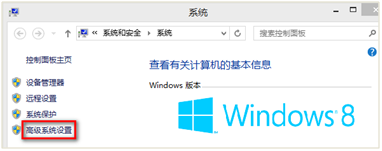 系统
系统和安全 ▸ 系统
搜索控制面板
控制面板主页
设备管理器
远程设置
系统保护
高级系统设置
查看有关计算机的基本信息
Windows 版本
Windows 8